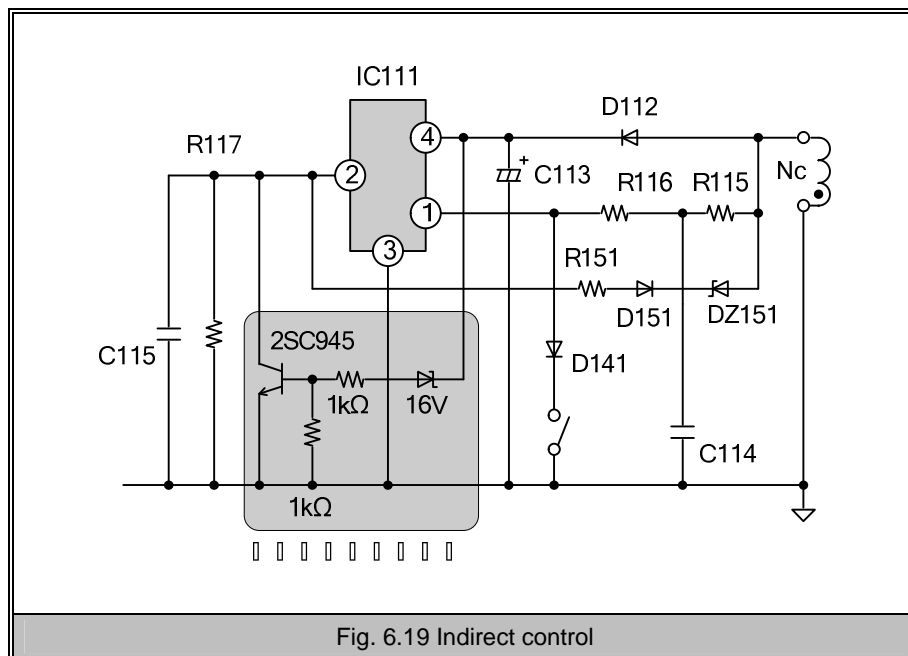 IC111
D112
R117
4
2
+
C113
R116
R115
Nc
1
3
R151
D151
DZ151
2SC945
C115
D141
1kΩ
16V
C114
1kΩ
Fig. 6.19 Indirect control